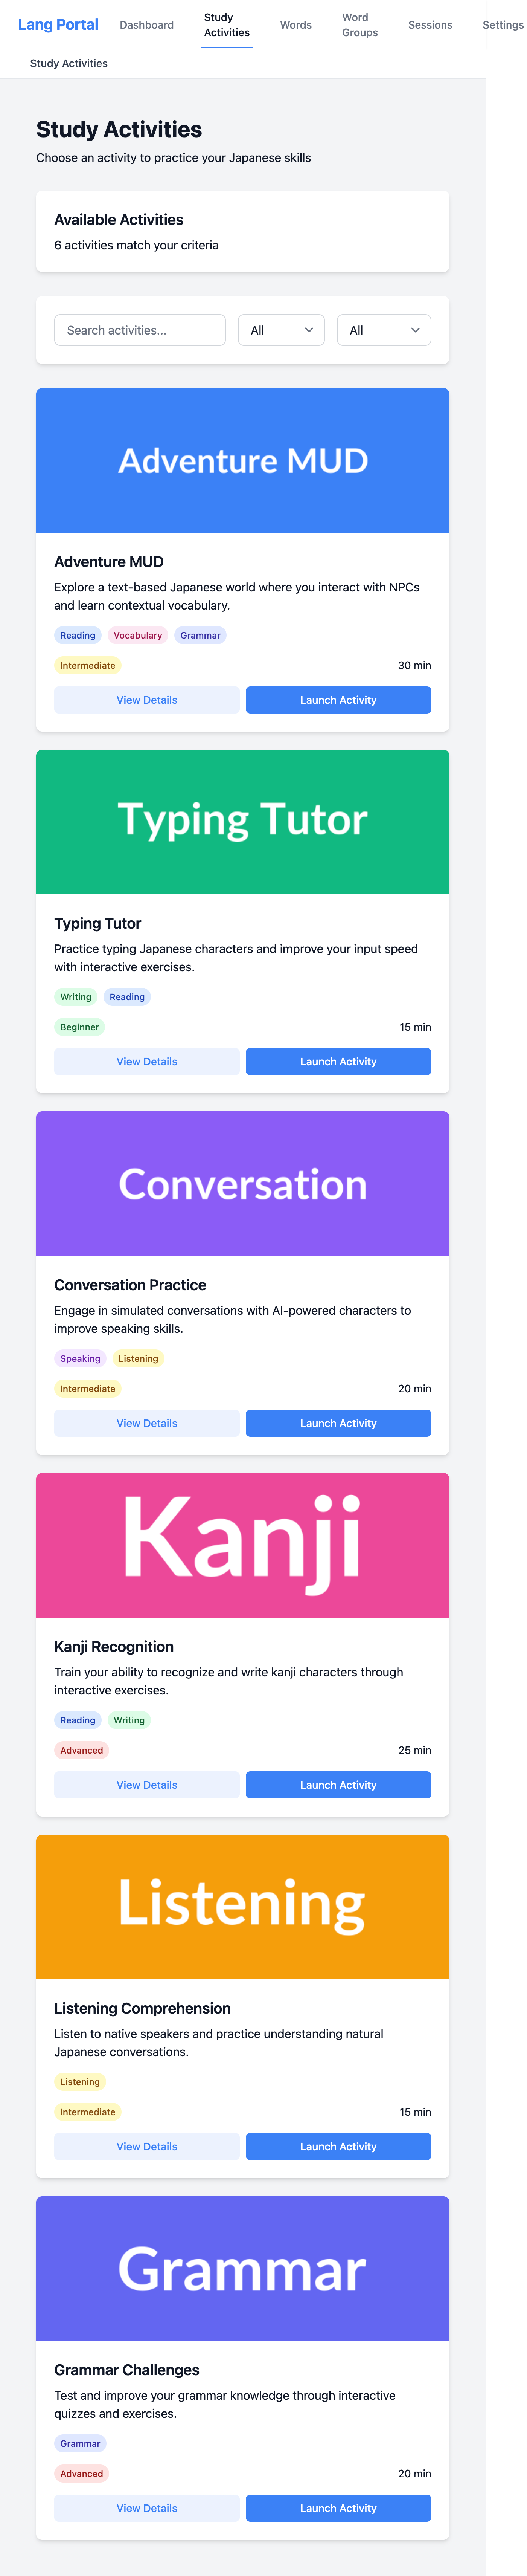 Lang Portal
Dashboard
Study
Activities
Words
Word
Groups
Sessions
Settings
Study Activities
Study Activities
Choose an activity to practice your Japanese skills
Available Activities
6 activities match your criteria
Search activities...
All
All
Adventure MUD
Adventure MUD
Explore a text-based Japanese world where you interact with NPCs
and learn contextual vocabulary.
Reading Vocabulary Grammar
Intermediate 30 min
View Details Launch Activity
Typing Tutor
Typing Tutor
Practice typing Japanese characters and improve your input speed
with interactive exercises.
Writing Reading
Beginner 15 min
View Details Launch Activity
Conversation
Conversation Practice
Engage in simulated conversations with AI-powered characters to
improve speaking skills.
Speaking Listening
Intermediate 20 min
View Details Launch Activity
Kanji
Kanji Recognition
Train your ability to recognize and write kanji characters through
interactive exercises.
Reading Writing
Advanced 25 min
View Details Launch Activity
Listening
Listening Comprehension
Listen to native speakers and practice understanding natural
Japanese conversations.
Listening
Intermediate 15 min
View Details Launch Activity
Grammar
Grammar Challenges
Test and improve your grammar knowledge through interactive
quizzes and exercises.
Grammar
Advanced 20 min
View Details Launch Activity